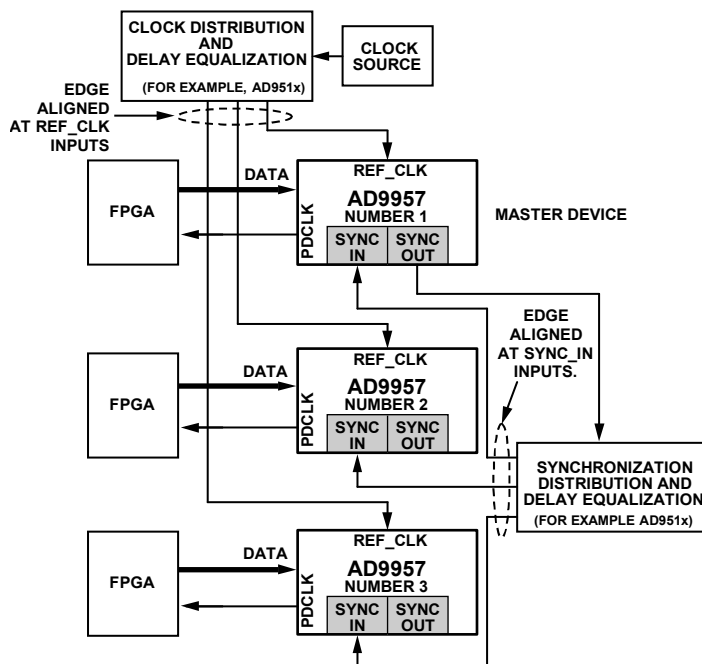 CLOCK DISTRIBUTION
AND
DELAY EQUALIZATION
(FOR EXAMPLE, AD951x)
CLOCK
SOURCE
EDGE
ALIGNED
AT REF_CLK
INPUTS
FPGA
DATA
REF_CLK
AD9957
NUMBER 1
PDCLK
SYNC
IN
SYNC
OUT
MASTER DEVICE
EDGE
ALIGNED
AT SYNC_IN
INPUTS.
FPGA
DATA
REF_CLK
AD9957
NUMBER 2
PDCLK
SYNC
IN
SYNC
OUT
SYNCHRONIZATION
DISTRIBUTION AND
DELAY EQUALIZATION
(FOR EXAMPLE AD951x)
FPGA
DATA
REF_CLK
AD9957
NUMBER 3
PDCLK
SYNC
IN
SYNC
OUT